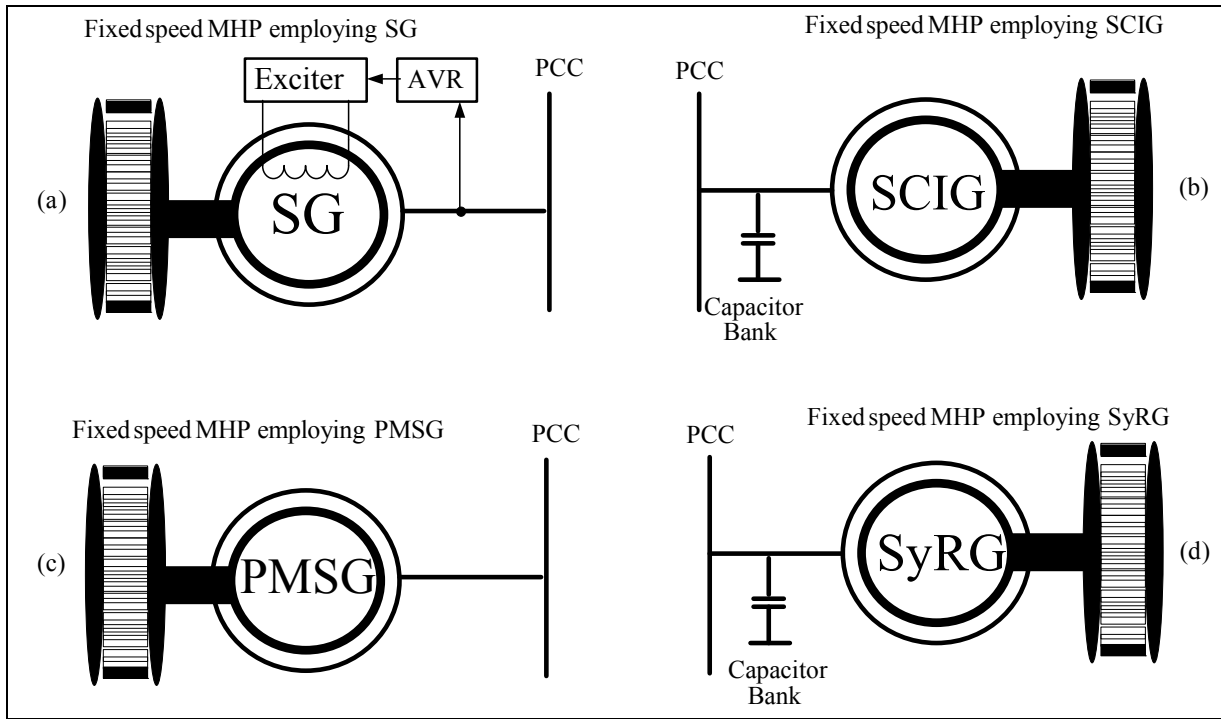 Fixed speed MHP employing SG
Exciter
AVR
PCC
(a)
SG
Fixed speed MHP employing SCIG
PCC
SCIG
(b)
Capacitor
Bank
Fixed speed MHP employing PMSG
PCC
(c)
PMSG
Fixed speed MHP employing SyRG
PCC
SyRG
(d)
Capacitor
Bank